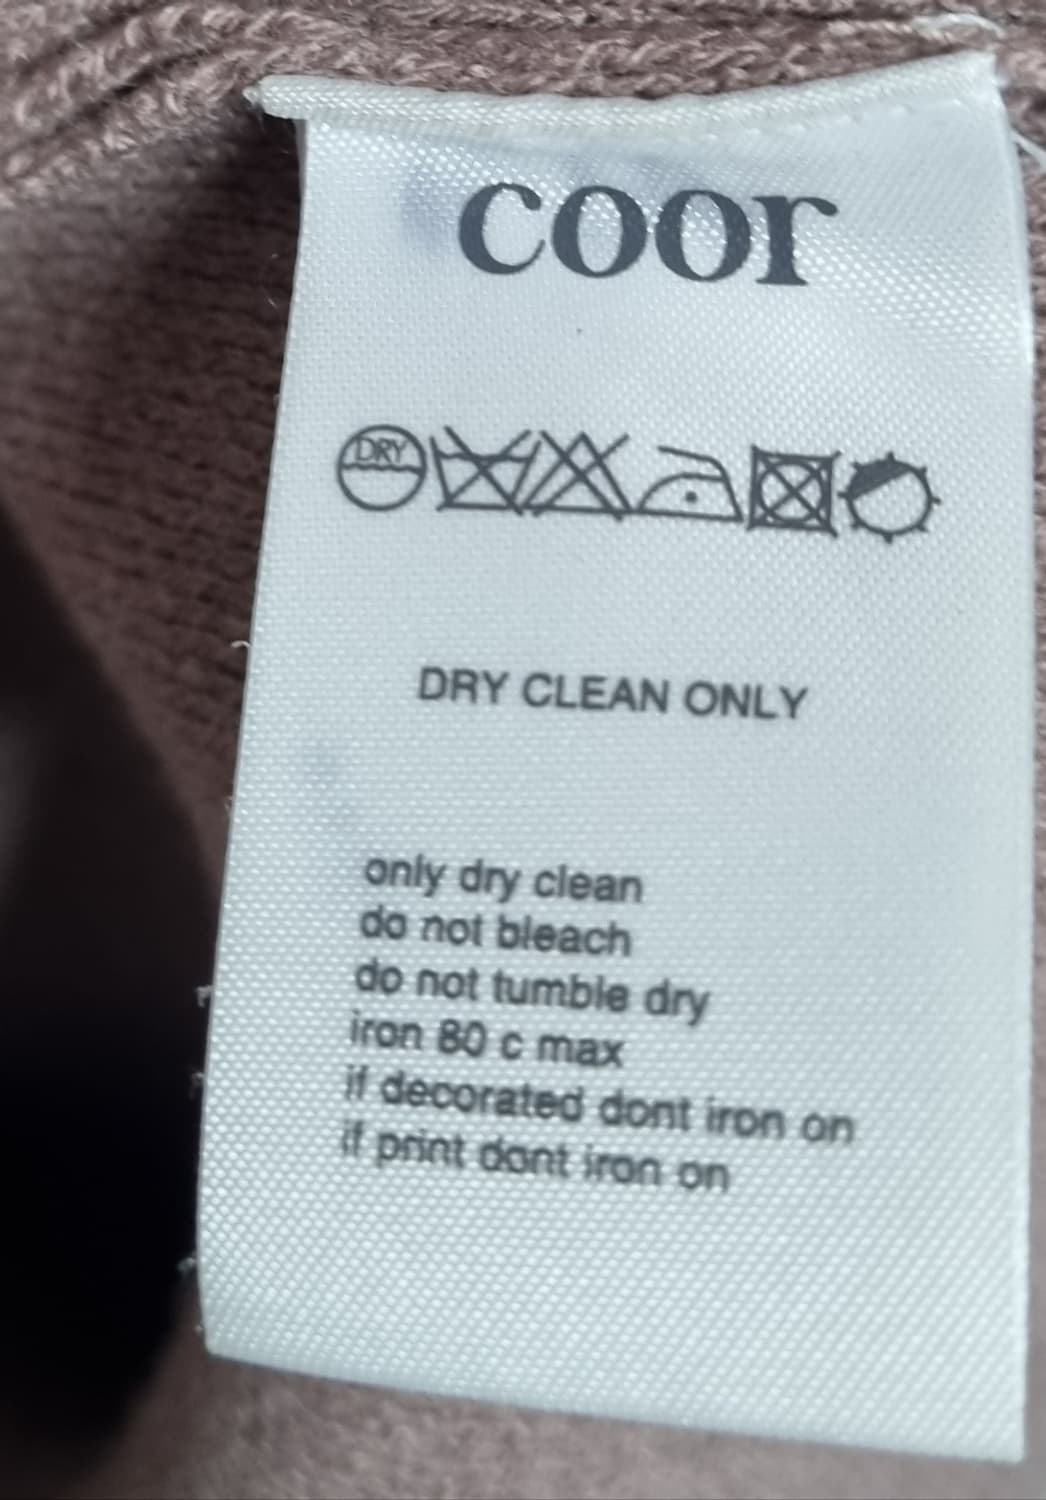 coor
DRY
DRY CLEAN ONLY
only dry clean
do not bleach
do not tumble dry
iron 80 c max
if decorated dont iron on
if print dont iron on